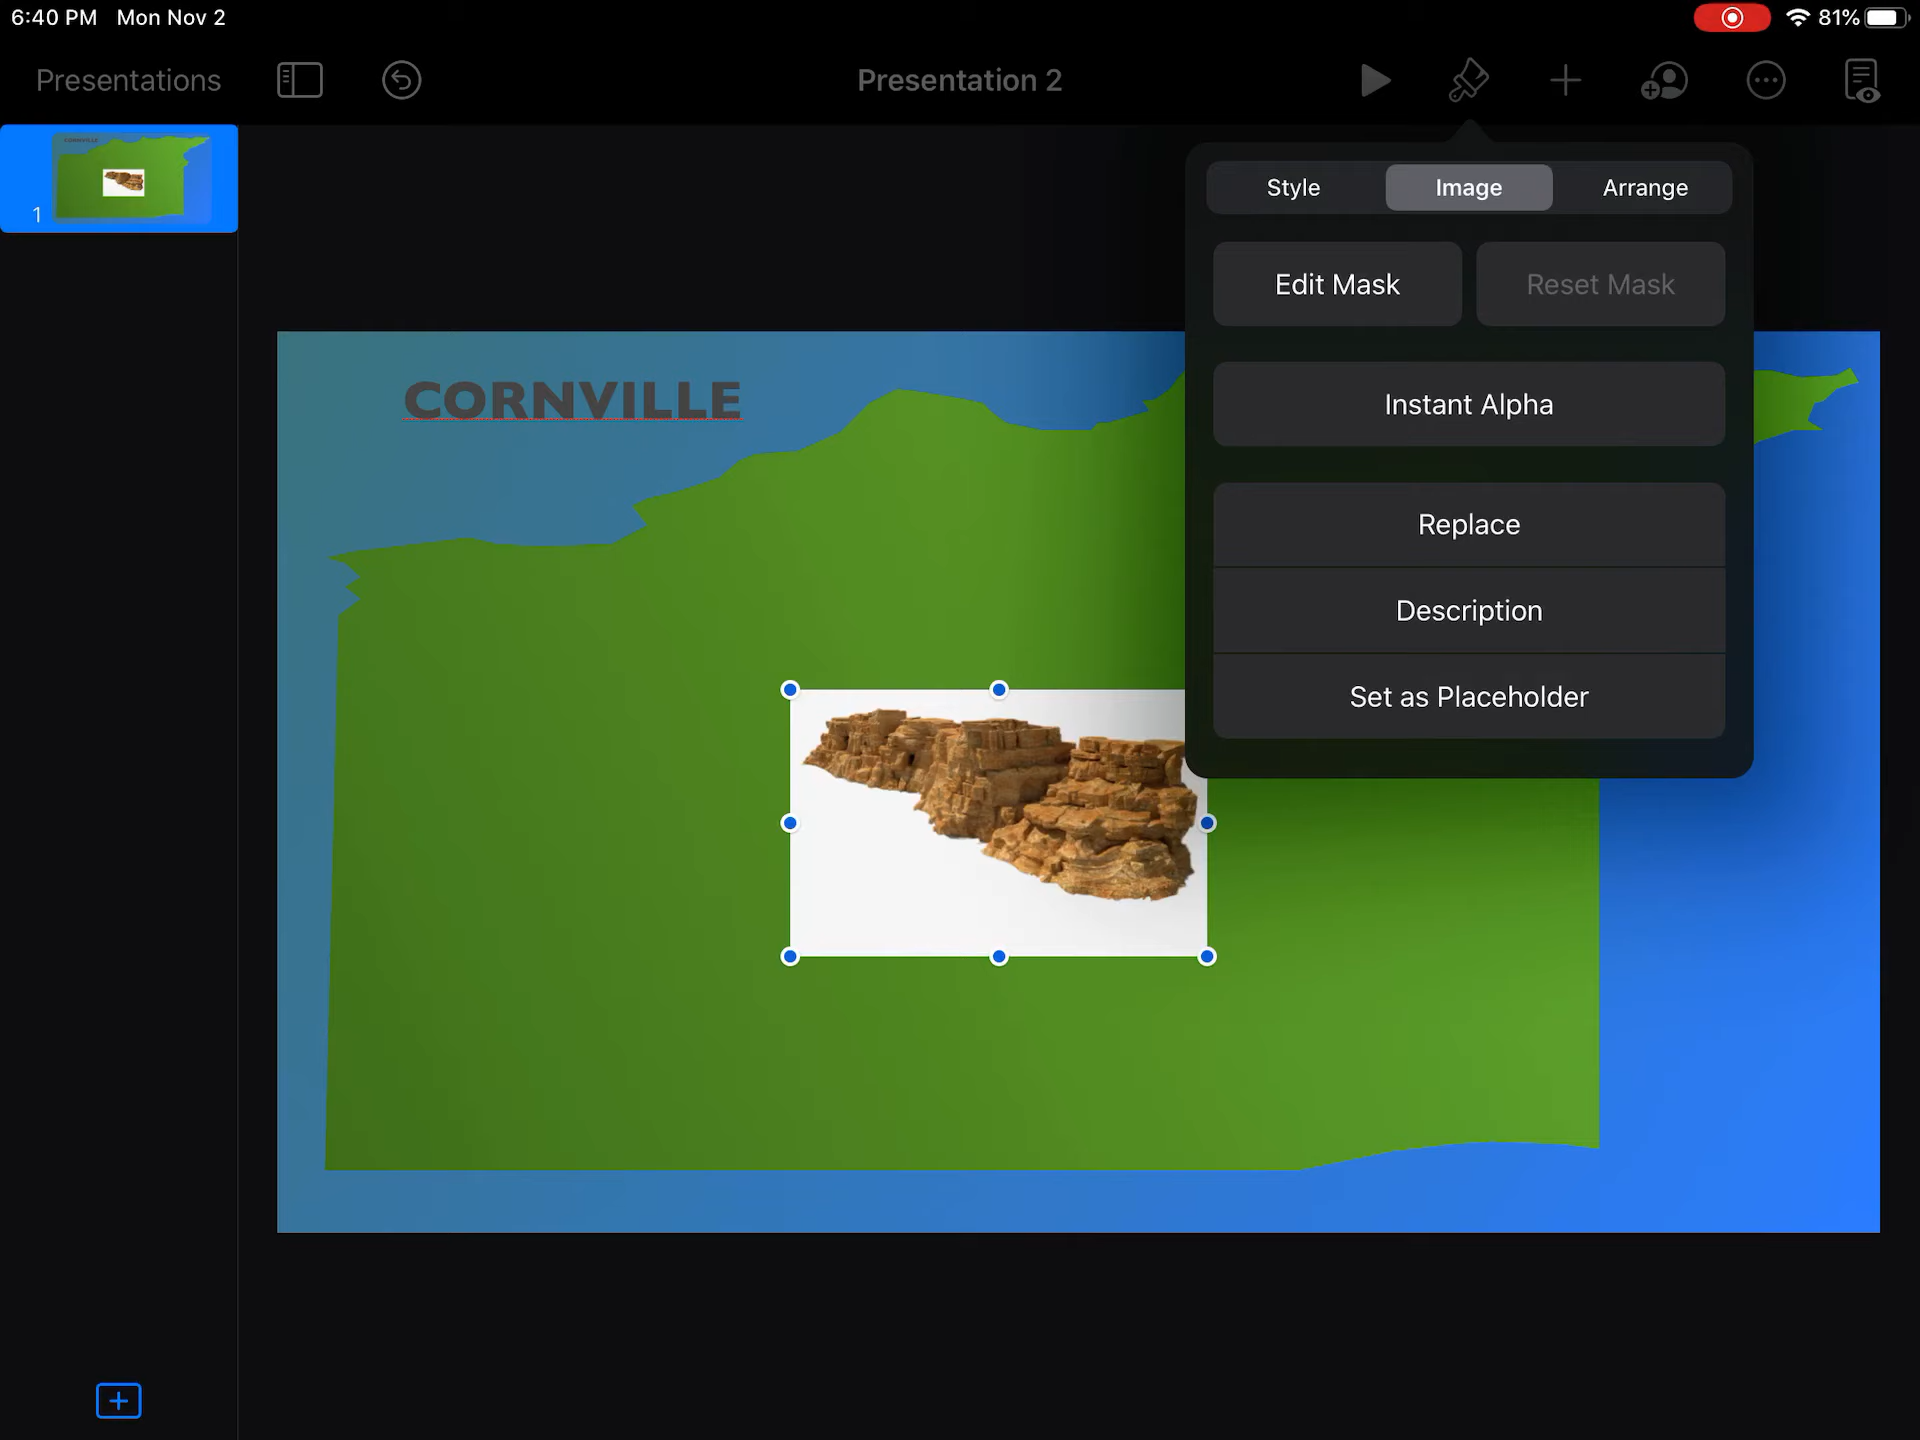 6:40 PM Mon Nov 2
81%
Presentations
Presentation 2
1
CORNVILLE
Style
Image
Arrange
Edit Mask
Reset Mask
Instant Alpha
Replace
Description
Set as Placeholder